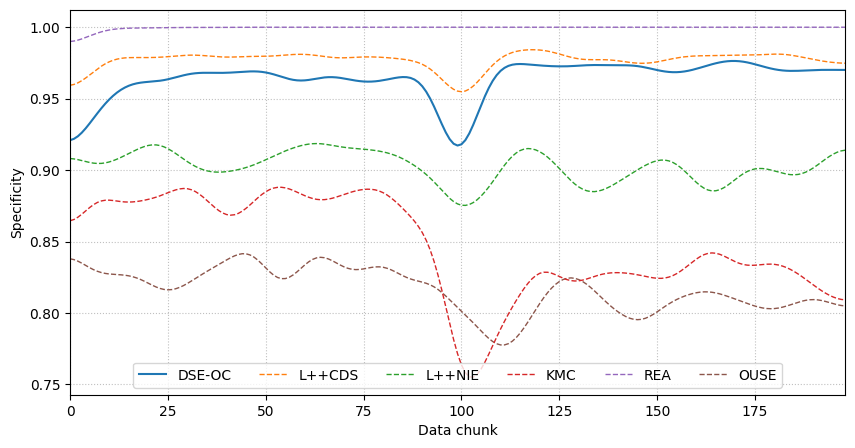 1.00
0.95
0.90
0.85
0.80
0.75
Specificity
DSE-OC L++CDS L++NIE KMC REA OUSE
0 25 50 75 100 125 150 175
Data chunk